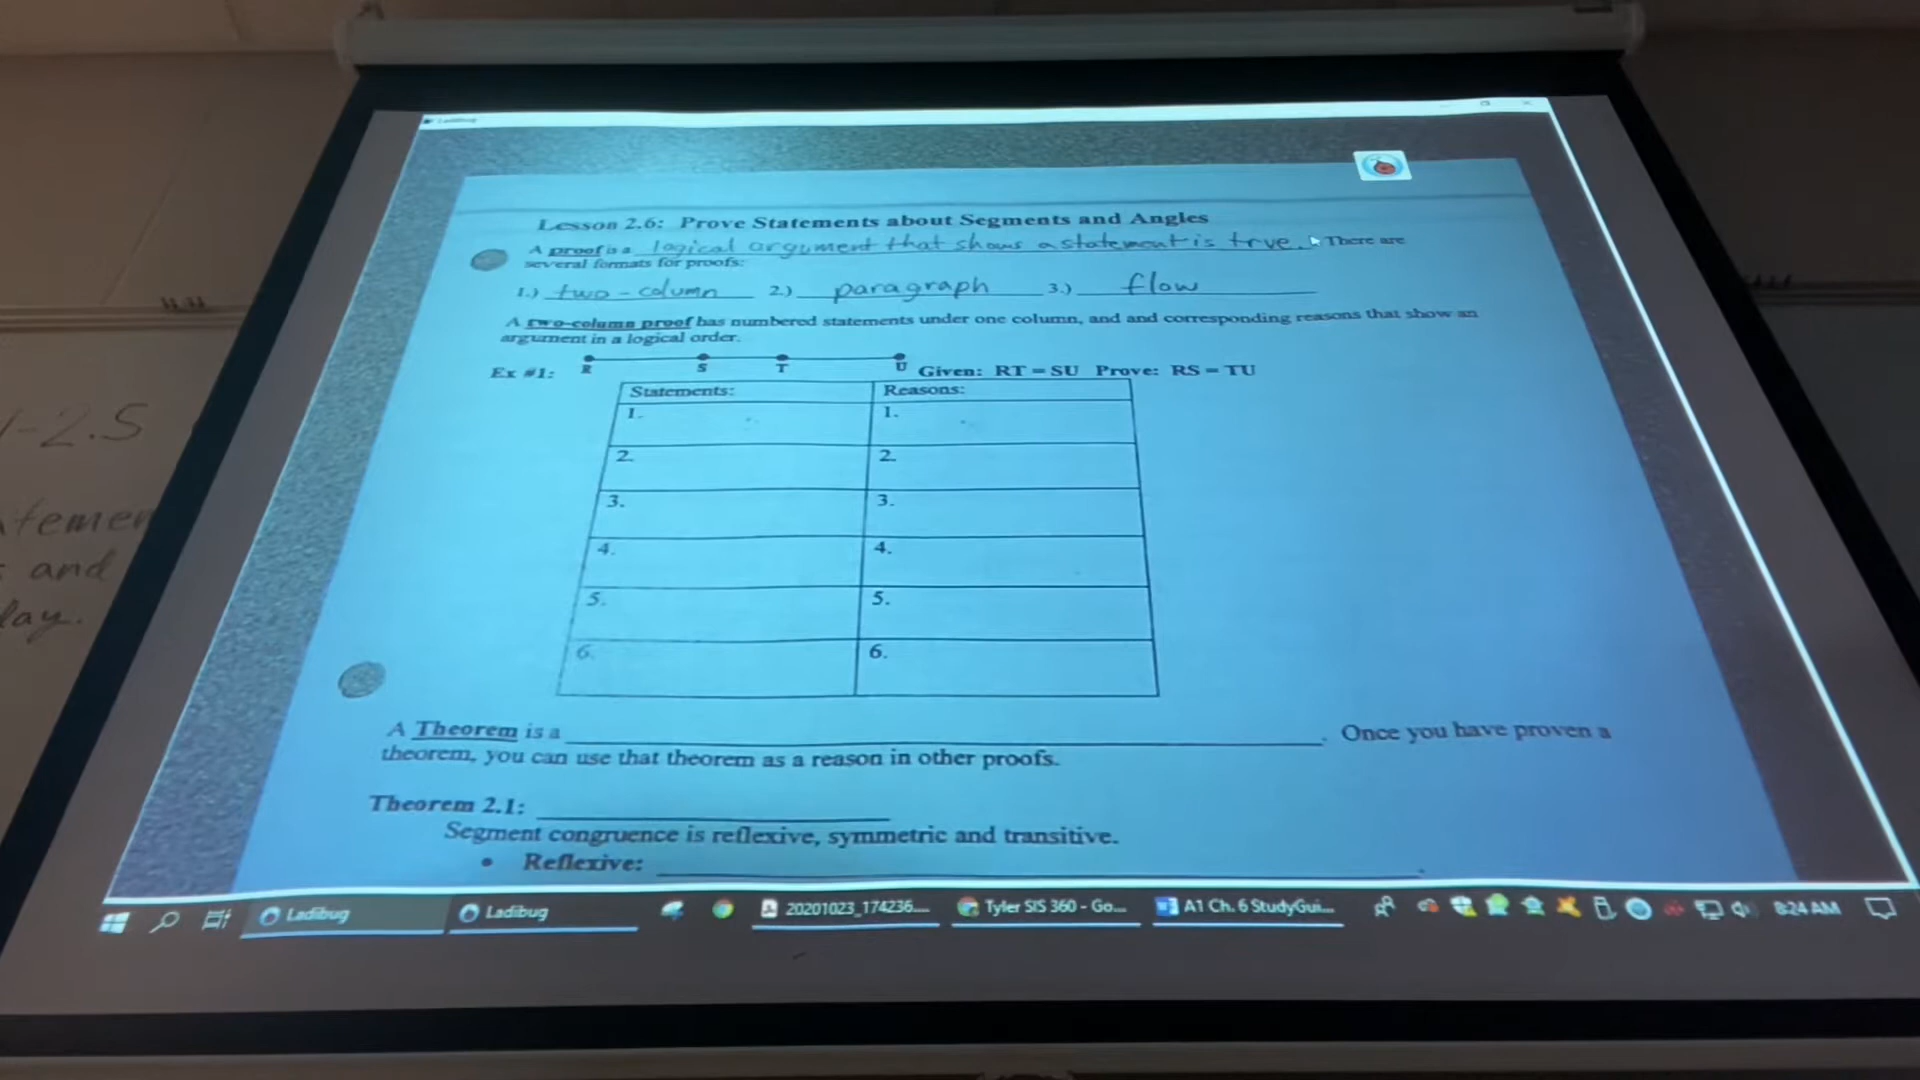 Ladibug
Lesson 2.6: Prove Statements about Segments and Angles
A proof is a logical argument that shows a statement is true. There are
several formats for proofs:
1.) two-column 2.) paragraph 3.) flow
A two-column proof has numbered statements under one column, and and corresponding reasons that show an
argument in a logical order.
Ex #1: R S T U Given: RT = SU Prove: RS = TU
Statements: Reasons:
1. 1.
2. 2.
3. 3.
4. 4.
5. 5.
6. 6.
A Theorem is a . Once you have proven a
theorem, you can use that theorem as a reason in other proofs.
Theorem 2.1:
Segment congruence is reflexive, symmetric and transitive.
• Reflexive: .
-2.5
and
Ladibug Ladibug 20201023_174236.... Tyler SIS 360 - Go... A1 Ch. 6 StudyGui... 8:24 AM